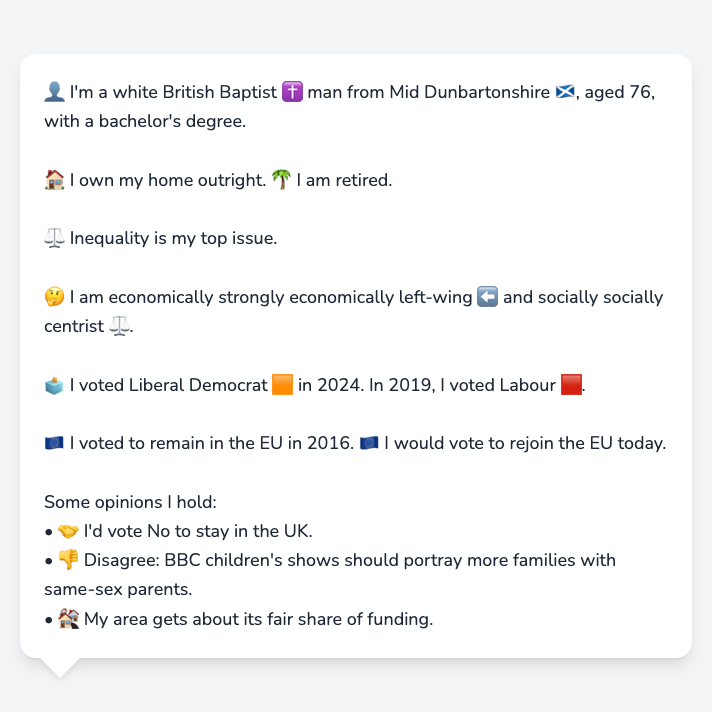 👤 I'm a white British Baptist ✝️ man from Mid Dunbartonshire 🏴󠁧󠁢󠁳󠁣󠁴󠁿, aged 76,
with a bachelor's degree.
🏠 I own my home outright. 🌴 I am retired.
⚖️ Inequality is my top issue.
🤔 I am economically strongly economically left-wing ⬅️ and socially socially
centrist ⚖️.
🗳️ I voted Liberal Democrat 🟧 in 2024. In 2019, I voted Labour 🟥.
🇪🇺 I voted to remain in the EU in 2016. 🇪🇺 I would vote to rejoin the EU today.
Some opinions I hold:
• 🤝 I'd vote No to stay in the UK.
• 👎 Disagree: BBC children's shows should portray more families with
same-sex parents.
• 🏘️ My area gets about its fair share of funding.